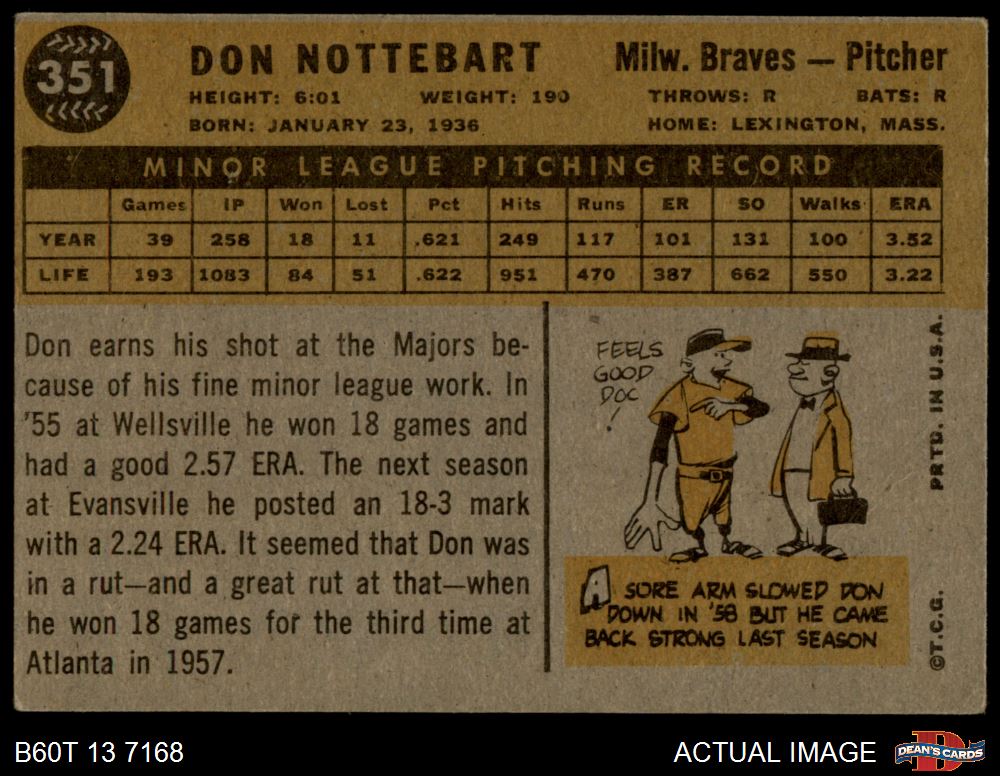 351
DON NOTTEBART
Milw. Braves — Pitcher
HEIGHT: 6:01 WEIGHT: 190 THROWS: R BATS: R
BORN: JANUARY 23, 1936 HOME: LEXINGTON, MASS.
MINOR LEAGUE PITCHING RECORD
Games IP Won Lost Pct Hits Runs ER SO Walks ERA
YEAR 39 258 18 11 .621 249 117 101 131 100 3.52
LIFE 193 1083 84 51 .622 951 470 387 662 550 3.22
Don earns his shot at the Majors be-
cause of his fine minor league work. In
'55 at Wellsville he won 18 games and
had a good 2.57 ERA. The next season
at Evansville he posted an 18-3 mark
with a 2.24 ERA. It seemed that Don was
in a rut—and a great rut at that—when
he won 18 games for the third time at
Atlanta in 1957.
FEELS
GOOD
DOC
!
A SORE ARM SLOWED DON
DOWN IN '58 BUT HE CAME
BACK STRONG LAST SEASON
©T.C.G. PRTD. IN U.S.A.
B60T 13 7168
ACTUAL IMAGE
DEAN'S CARDS